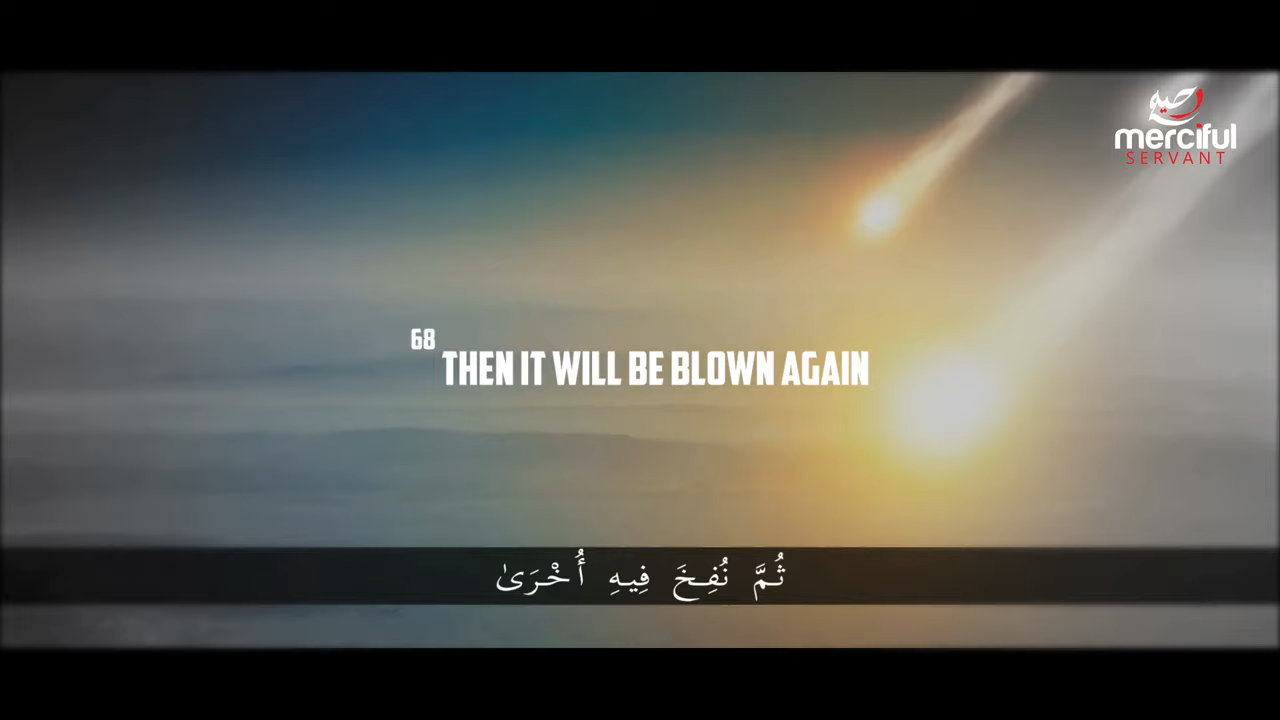 merciful
SERVANT
68 THEN IT WILL BE BLOWN AGAIN
ثُمَّ نُفِخَ فِيهِ أُخْرَىٰ